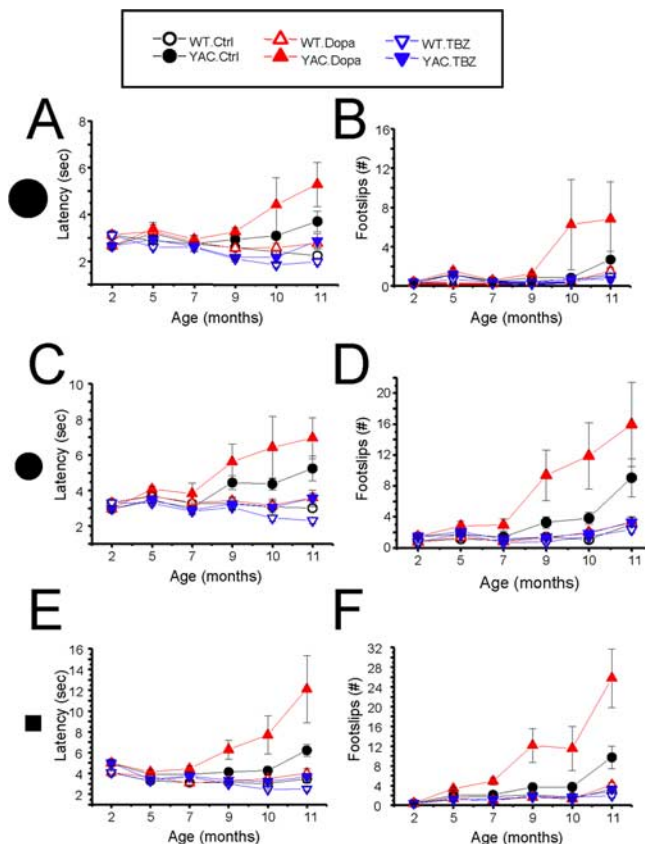 WT.Ctrl WT.Dopa WT.TBZ
YAC.Ctrl YAC.Dopa YAC.TBZ
A
Latency (sec)
8
6
4
2
2 5 7 9 10 11
Age (months)
B
Footslips (#)
16
12
8
4
0
2 5 7 9 10 11
Age (months)
C
Latency (sec)
10
8
6
4
2
2 5 7 9 10 11
Age (months)
D
Footslips (#)
20
16
12
8
4
0
2 5 7 9 10 11
Age (months)
E
Latency (sec)
16
14
12
10
8
6
4
2
2 5 7 9 10 11
Age (months)
F
Footslips (#)
32
28
24
20
16
12
8
4
0
2 5 7 9 10 11
Age (months)